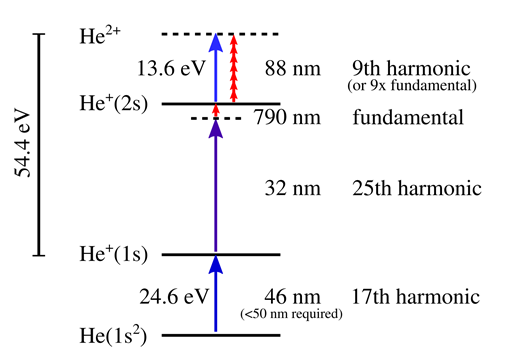 He2+
13.6 eV 88 nm 9th harmonic
(or 9x fundamental)
He+(2s)
790 nm fundamental
54.4 eV
32 nm 25th harmonic
He+(1s)
24.6 eV 46 nm 17th harmonic
(<50 nm required)
He(1s2)